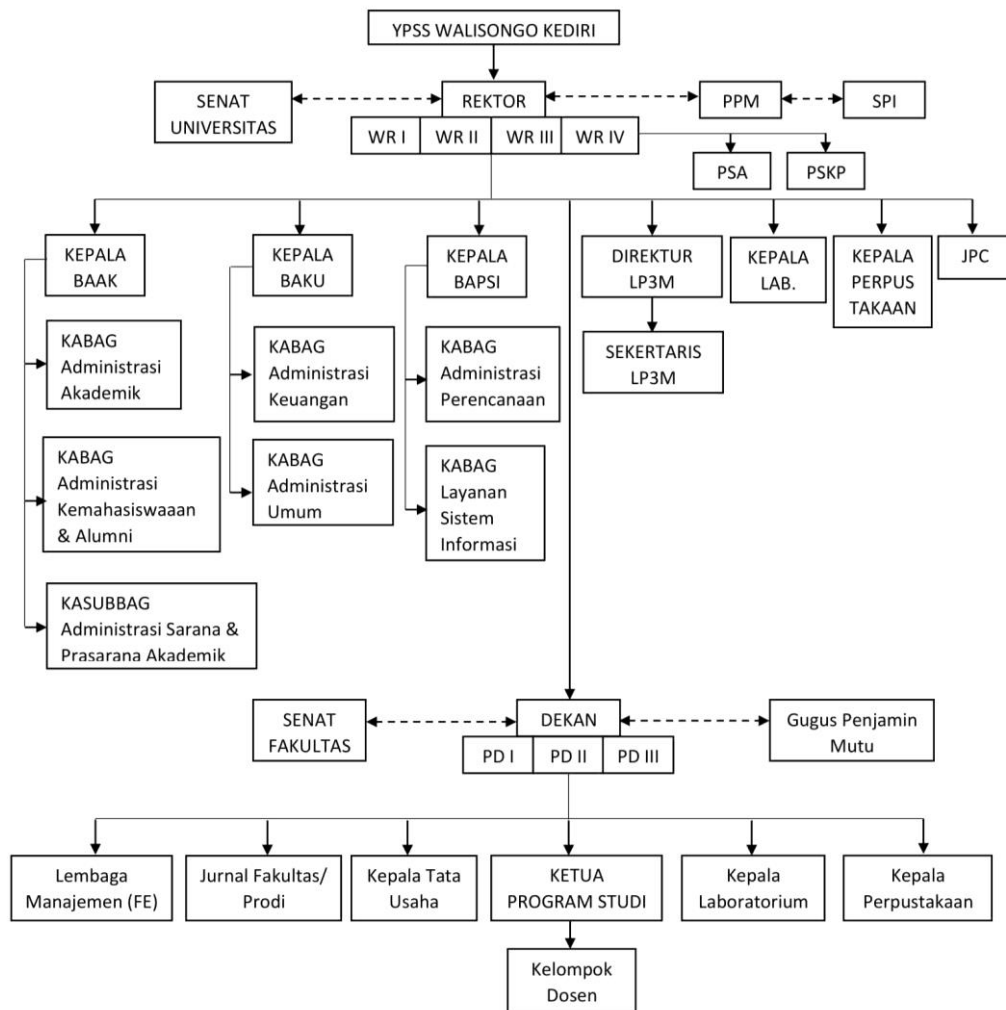 YPSS WALISONGO KEDIRI
SENAT
UNIVERSITAS
REKTOR
PPM
SPI
WR I
WR II
WR III
WR IV
PSA
PSKP
KEPALA
BAAK
KEPALA
BAKU
KEPALA
BAPSI
DIREKTUR
LP3M
KEPALA
LAB.
KEPALA
PERPUS
TAKAAN
JPC
SEKERTARIS
LP3M
KABAG
Administrasi
Akademik
KABAG
Administrasi
Keuangan
KABAG
Administrasi
Perencanaan
KABAG
Administrasi
Kemahasiswaaan
& Alumni
KABAG
Administrasi
Umum
KABAG
Layanan
Sistem
Informasi
KASUBBAG
Administrasi Sarana &
Prasarana Akademik
SENAT
FAKULTAS
DEKAN
Gugus Penjamin
Mutu
PD I
PD II
PD III
Lembaga
Manajemen (FE)
Jurnal Fakultas/
Prodi
Kepala Tata
Usaha
KETUA
PROGRAM STUDI
Kepala
Laboratorium
Kepala
Perpustakaan
Kelompok
Dosen